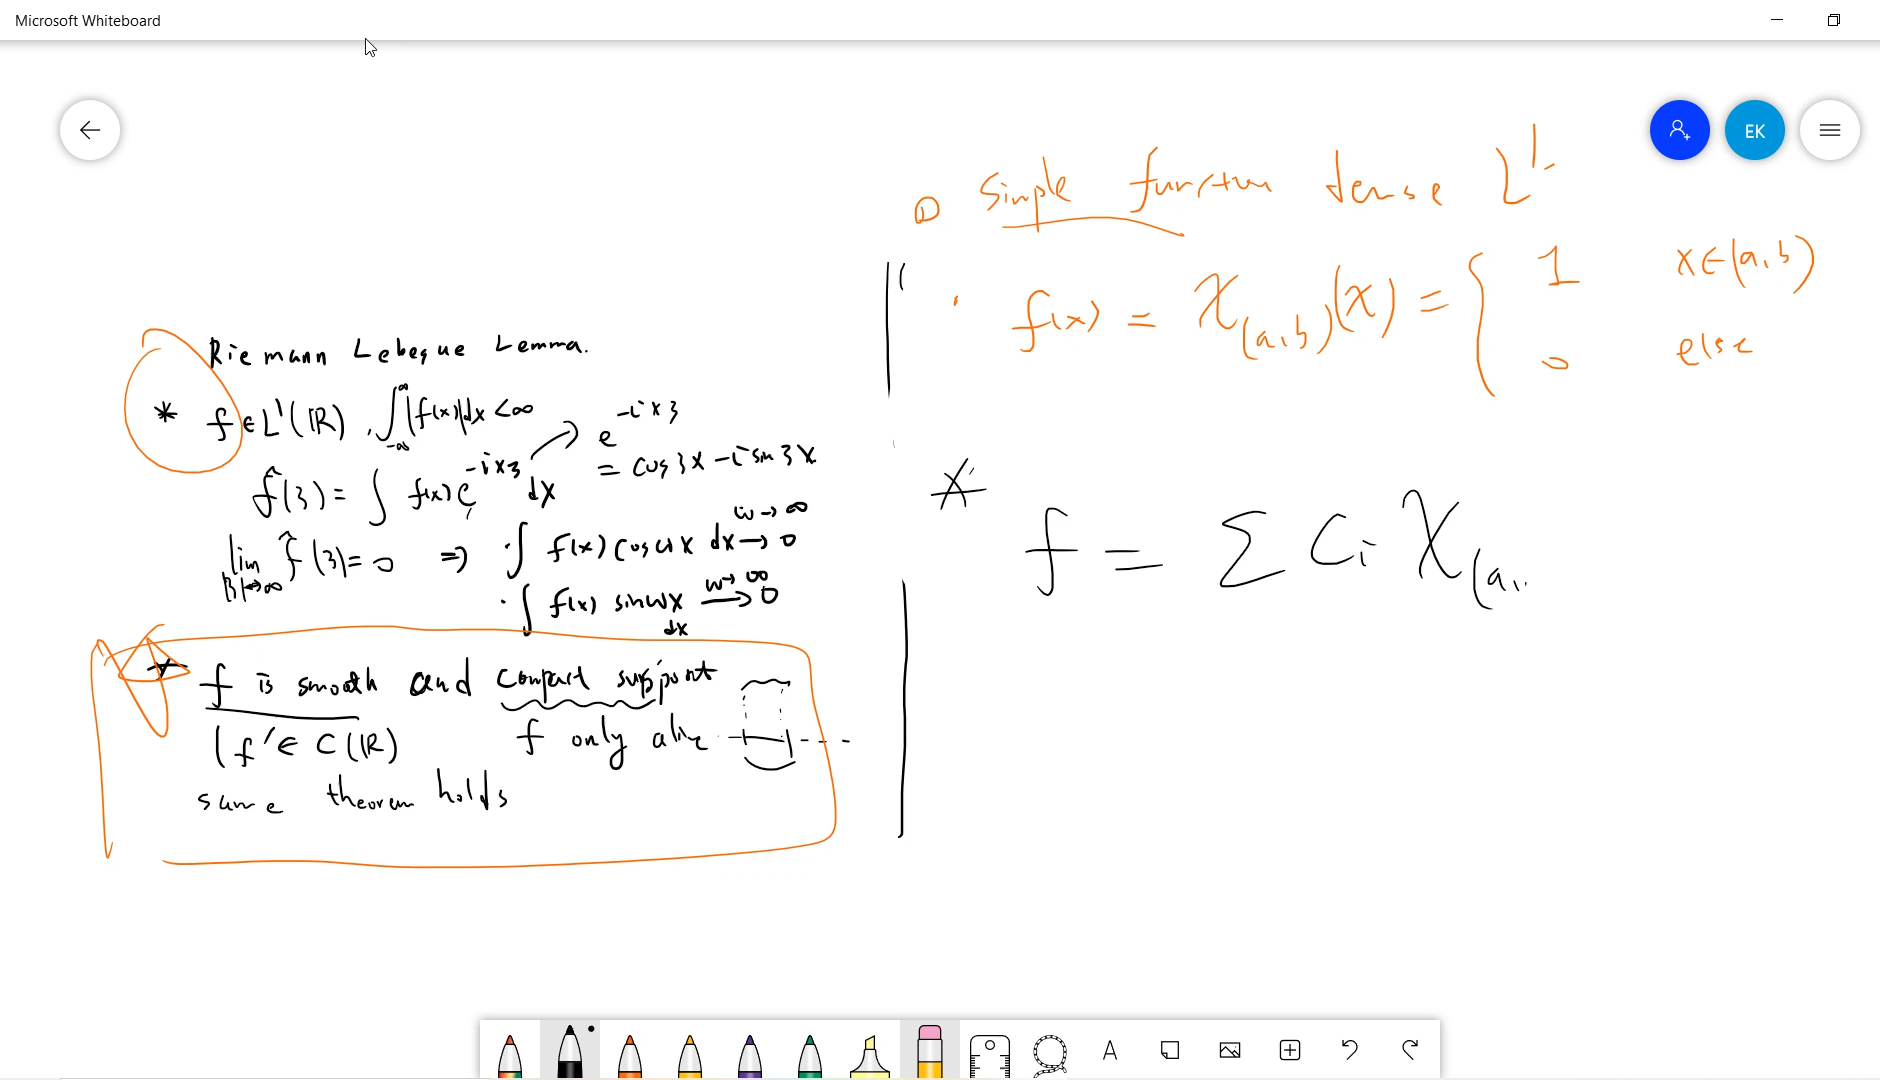 Microsoft Whiteboard
EK
Riemann Lebegue Lemma.
* f ∈ L¹(ℝ), ∫_{-∞}^{∞} |f(x)|dx < ∞
e^{-ixξ}
= cos ξx - i sin ξx
f̂(ξ) = ∫ f(x) e^{-ixξ} dx
lim_{|ξ|→∞} f̂(ξ) = 0 ⇒ · ∫ f(x) cos ωx dx → 0 ω→∞
· ∫ f(x) sin ωx dx → 0 ω→∞
* f is smooth and compact support
(f' ∈ C(ℝ) f only alive
same theorem holds
① Simple function dense L¹.
· f(x) = χ_{(a,b)}(x) = { 1 x∈(a,b)
0 else
* f = Σ Ci χ_{(a,
A